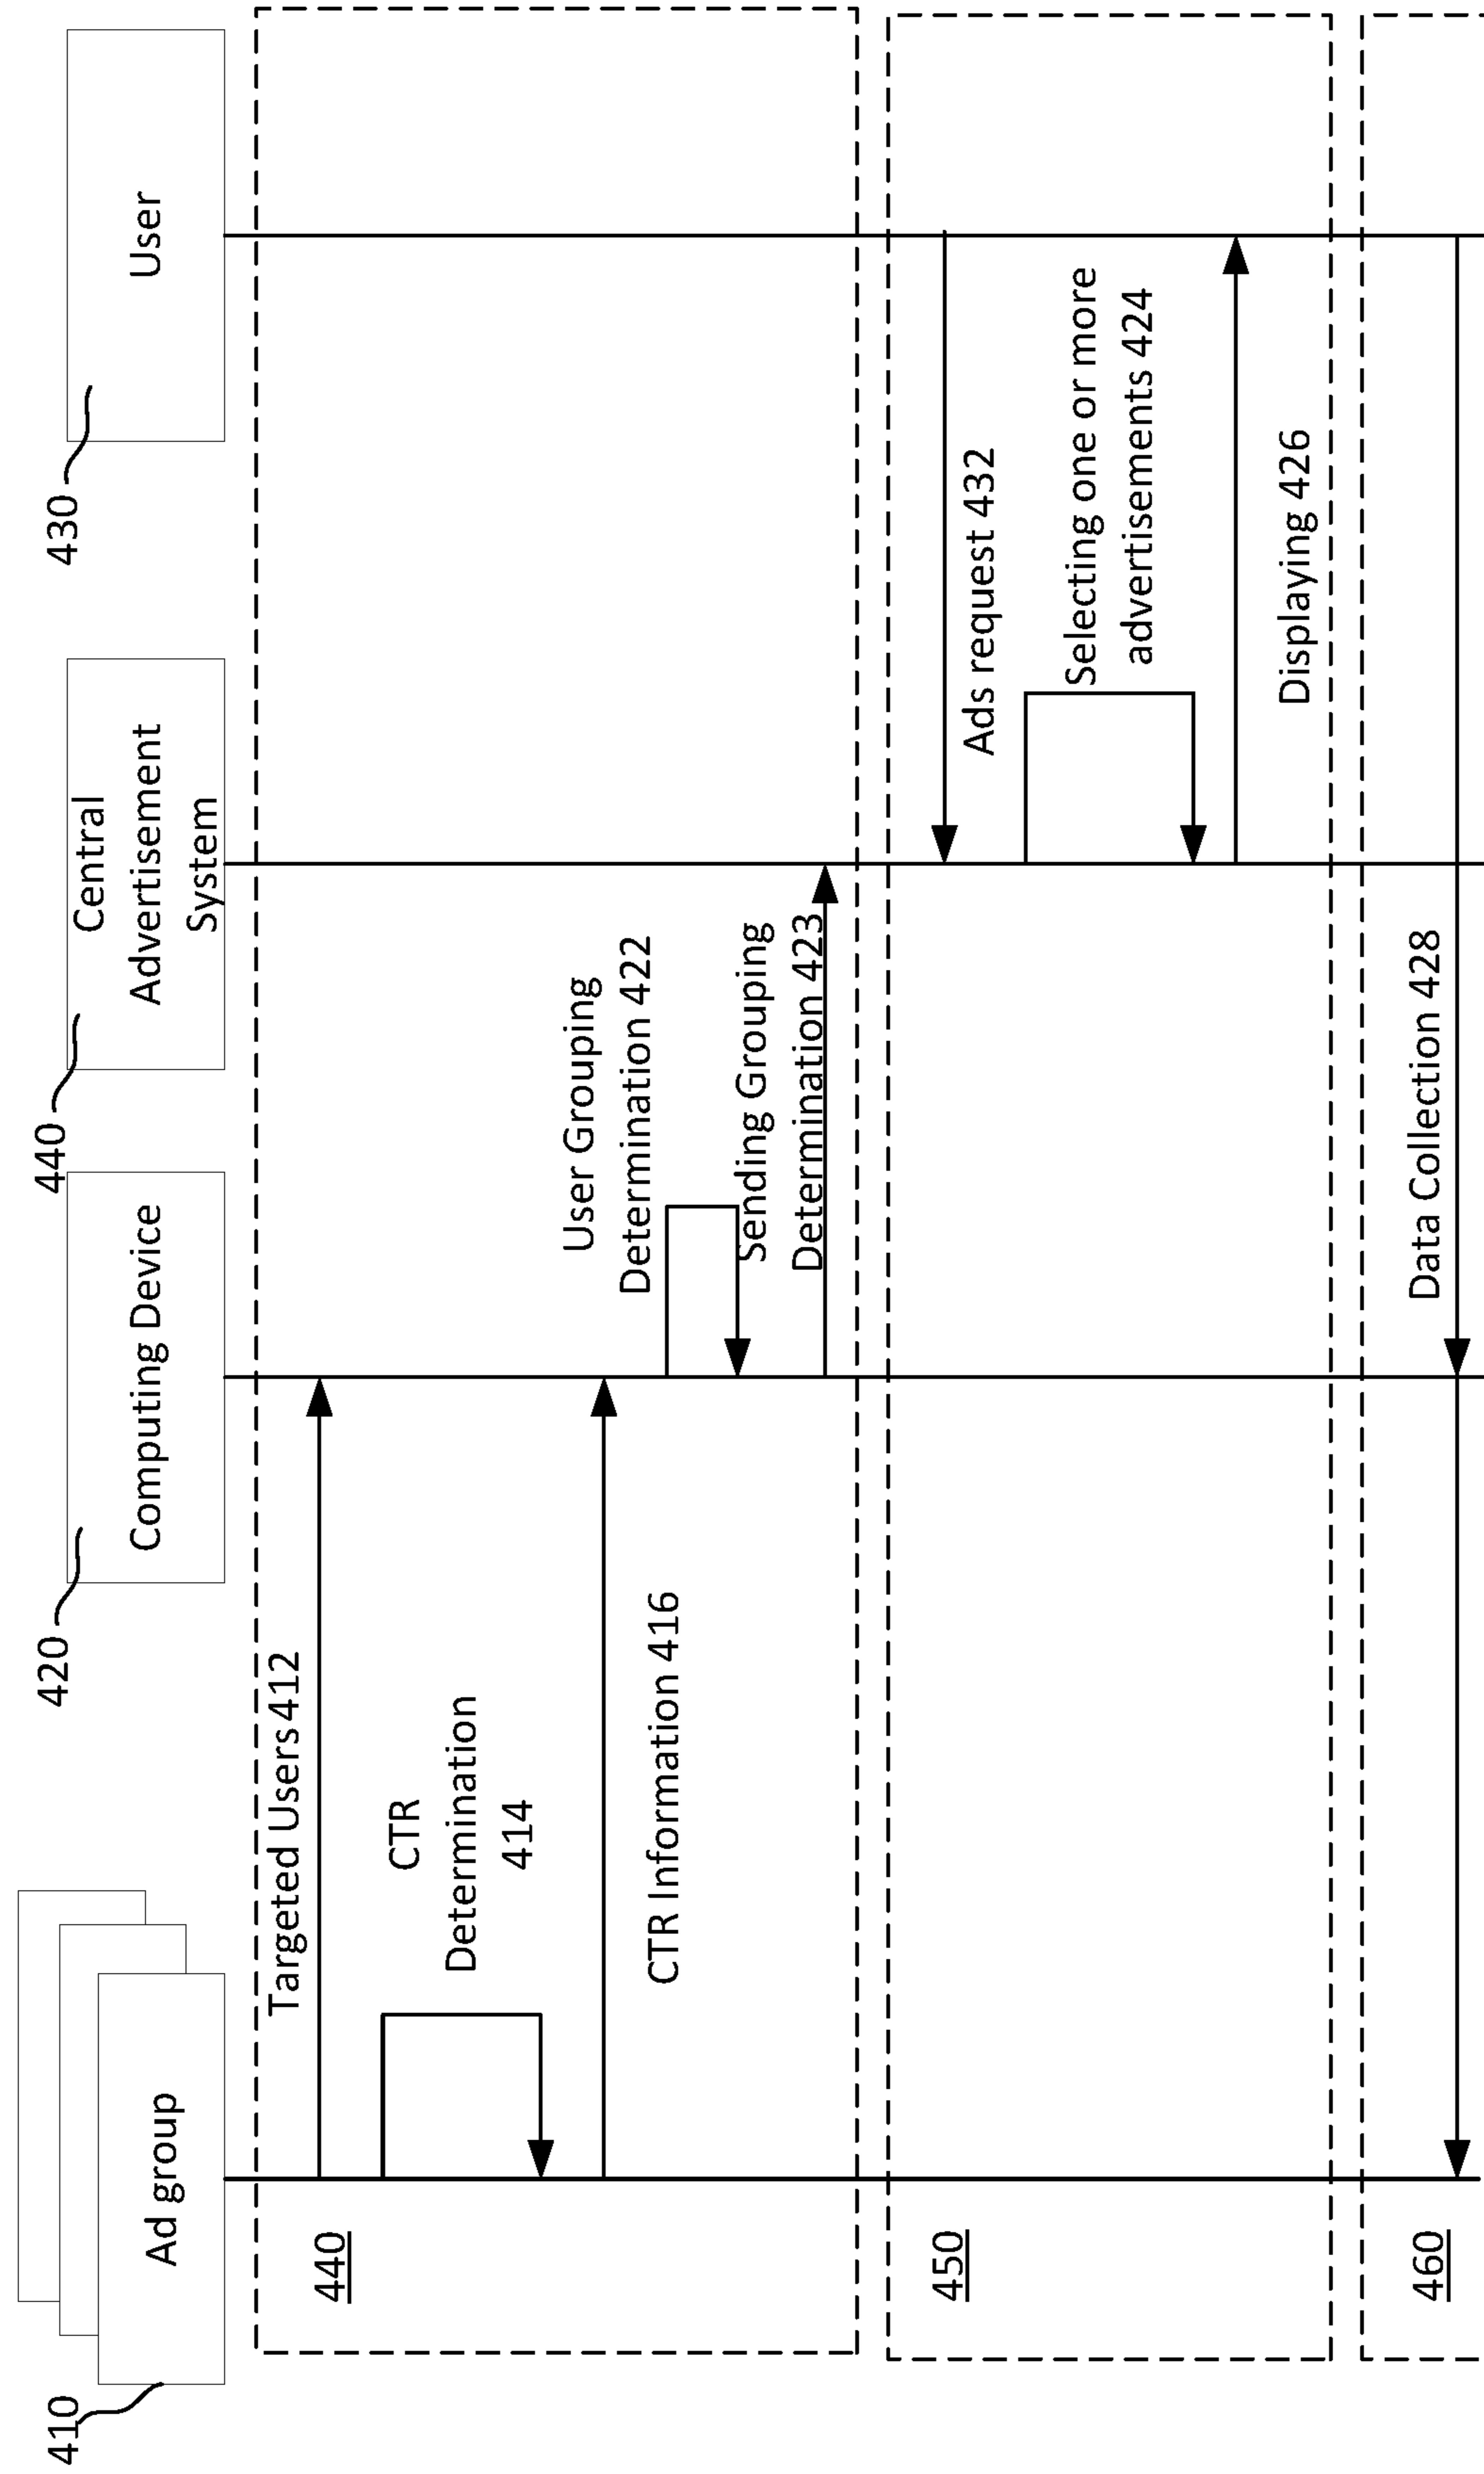 410
Ad group
420
Computing Device
440
Central
Advertisement
System
430
User
440
Targeted Users 412
CTR
Determination
414
CTR Information 416
User Grouping
Determination 422
Sending Grouping
Determination 423
450
Ads request 432
Selecting one or more
advertisements 424
Displaying 426
460
Data Collection 428